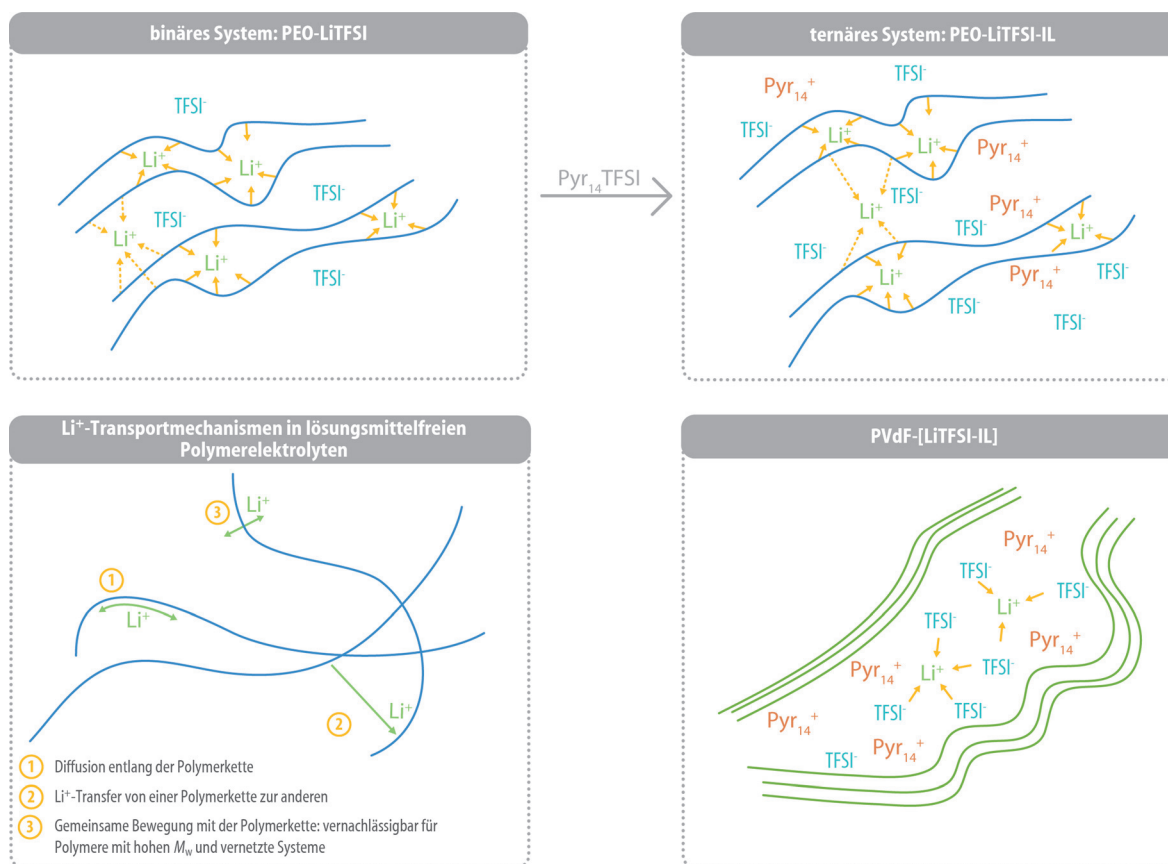 binäres System: PEO-LiTFSI
TFSI⁻
Li⁺
Li⁺
TFSI⁻
TFSI⁻
Li⁺
Li⁺
Li⁺
TFSI⁻
Pyr₁₄TFSI
ternäres System: PEO-LiTFSI-IL
TFSI⁻
Pyr₁₄⁺
TFSI⁻
Li⁺
Li⁺
Pyr₁₄⁺
TFSI⁻
Li⁺
Pyr₁₄⁺
TFSI⁻
Li⁺
TFSI⁻
Li⁺
Pyr₁₄⁺
TFSI⁻
TFSI⁻
TFSI⁻
Li⁺-Transportmechanismen in lösungsmittelfreien
Polymerelektrolyten
3
Li⁺
1
Li⁺
Li⁺
2
1 Diffusion entlang der Polymerkette
2 Li⁺-Transfer von einer Polymerkette zur anderen
3 Gemeinsame Bewegung mit der Polymerkette: vernachlässigbar für
Polymere mit hohen M_w und vernetzte Systeme
PVdF-[LiTFSI-IL]
Pyr₁₄⁺
TFSI⁻
TFSI⁻
Li⁺
TFSI⁻
Pyr₁₄⁺
Pyr₁₄⁺
Li⁺
TFSI⁻
TFSI⁻
TFSI⁻
Pyr₁₄⁺
Pyr₁₄⁺
TFSI⁻